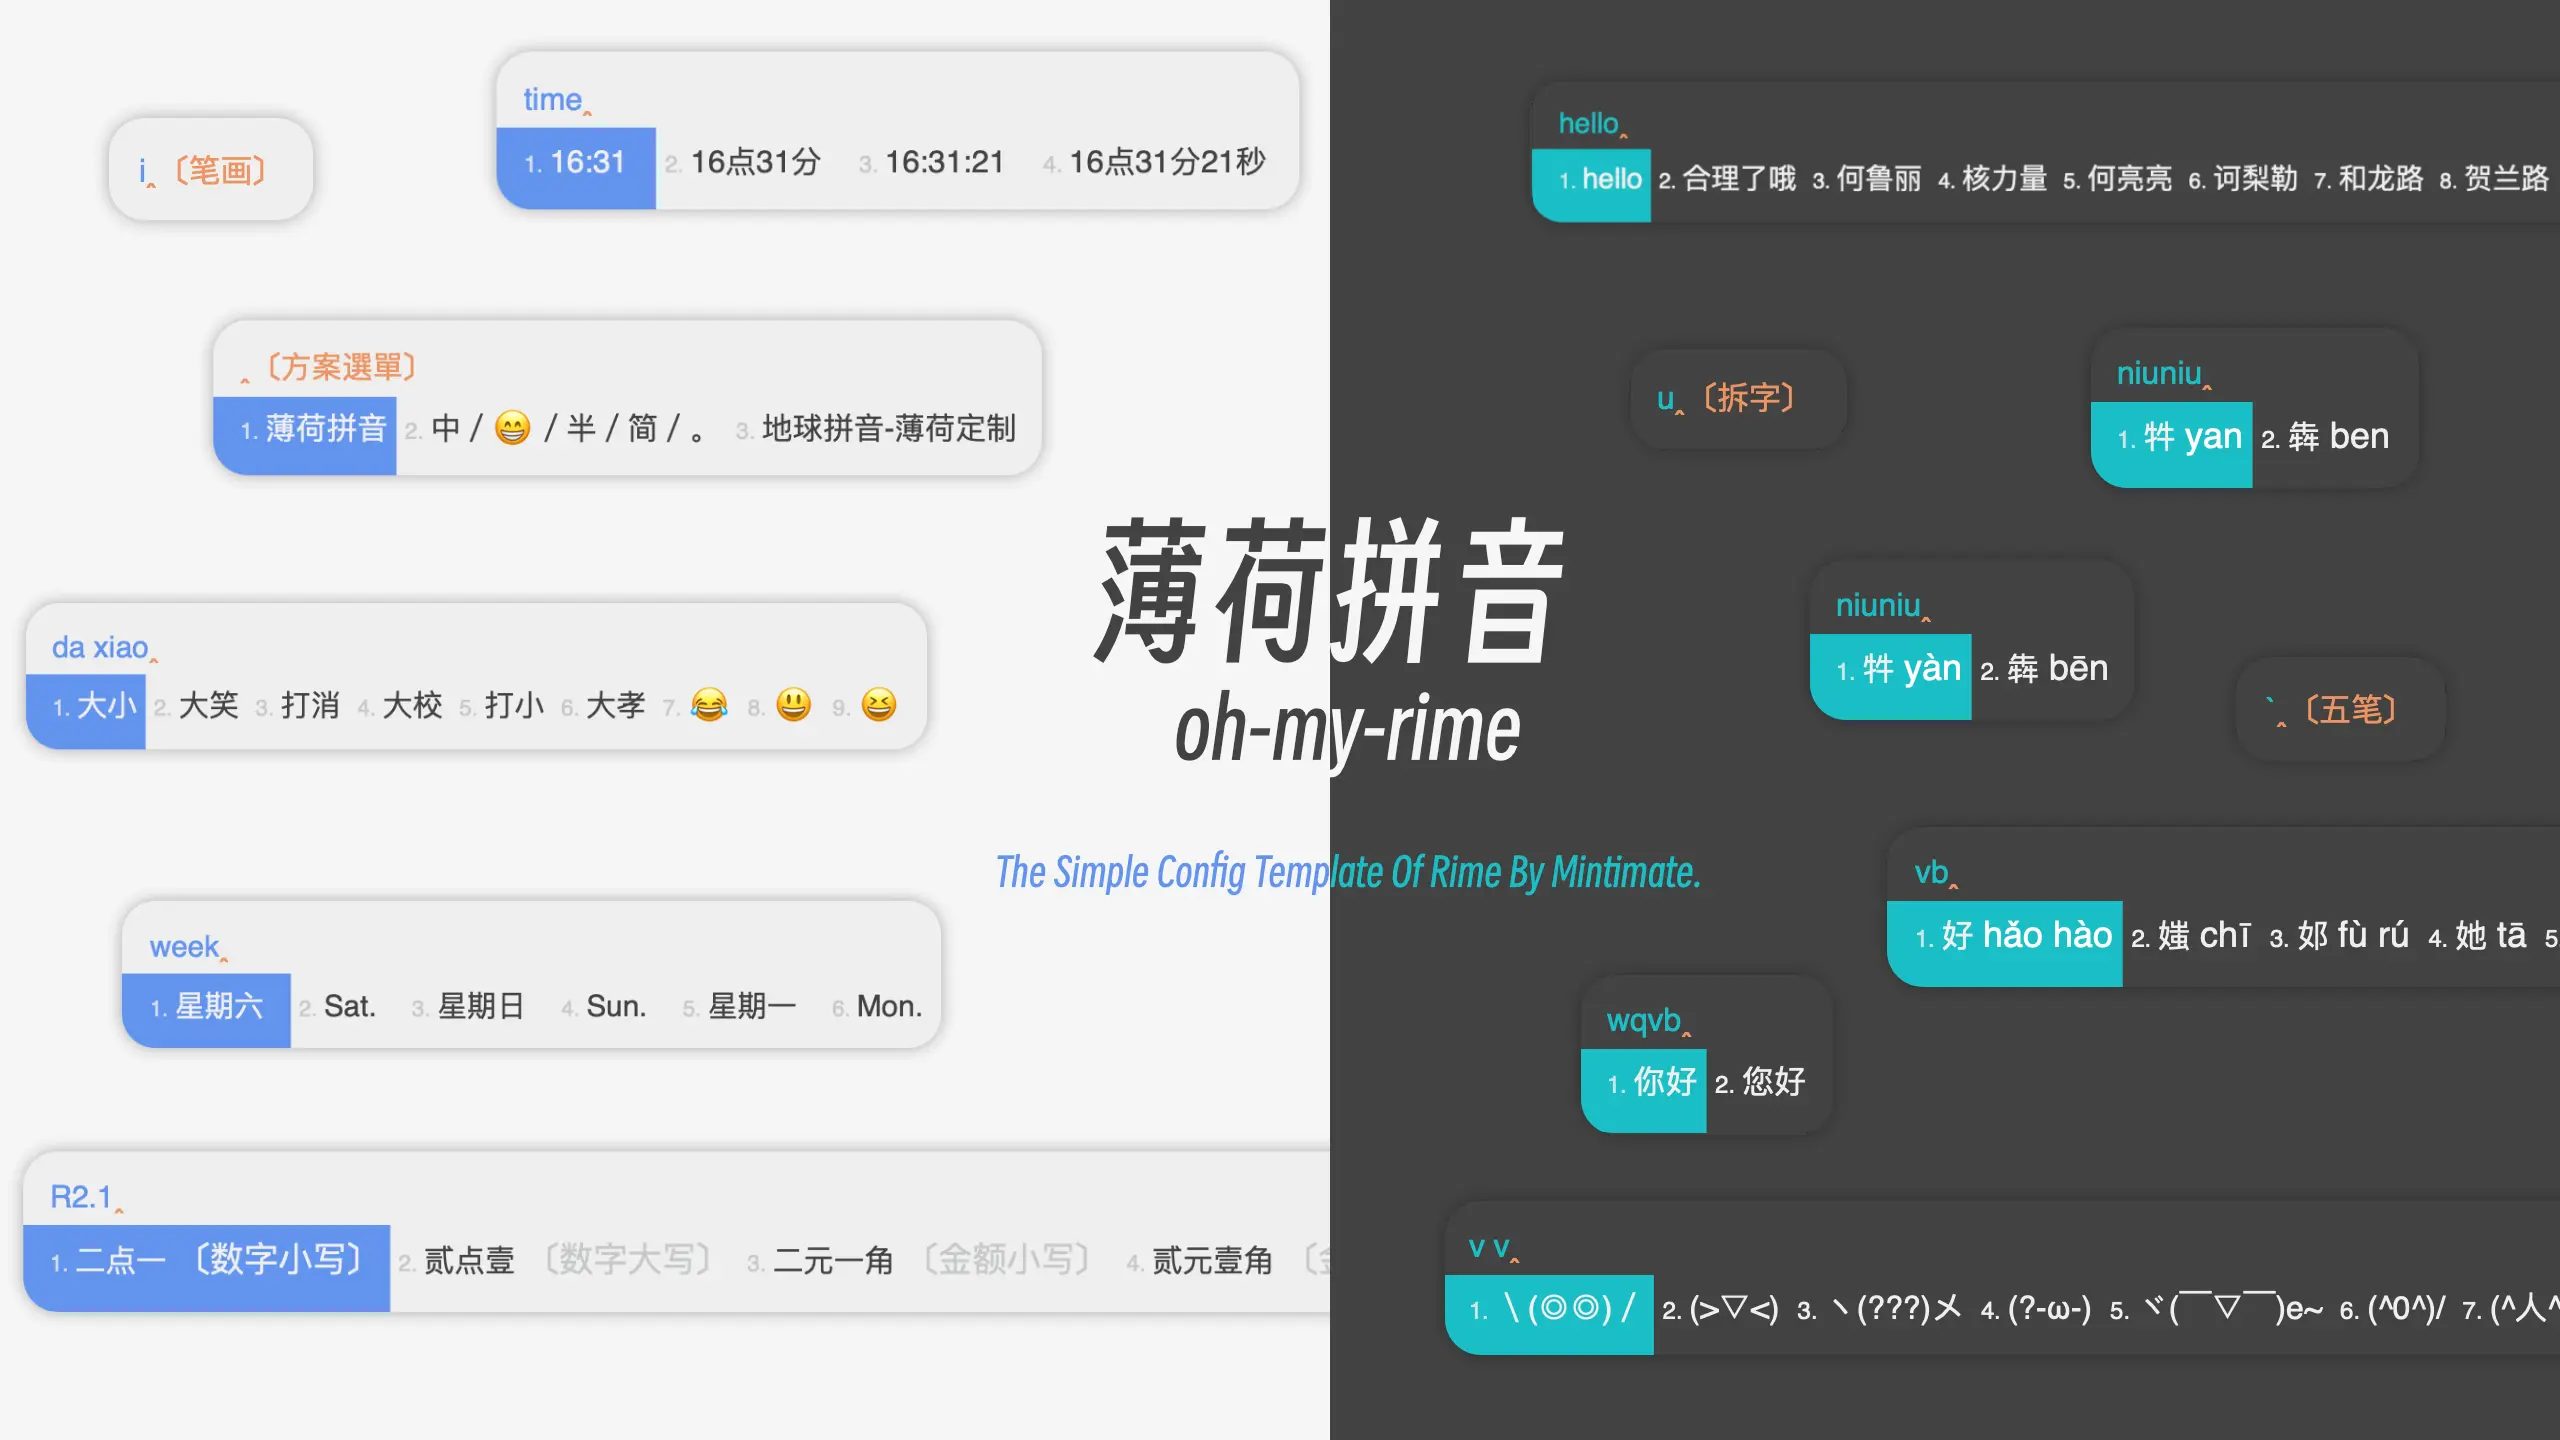 i‸〔笔画〕
time‸
1. 16:31 2. 16点31分 3. 16:31:21 4. 16点31分21秒
‸〔方案選單〕
1. 薄荷拼音 2. 中 / 😁 / 半 / 简 / 。 3. 地球拼音-薄荷定制
da xiao‸
1. 大小 2. 大笑 3. 打消 4. 大校 5. 打小 6. 大孝 7. 😂 8. 😃 9. 😆
week‸
1. 星期六 2. Sat. 3. 星期日 4. Sun. 5. 星期一 6. Mon.
R2.1‸
1. 二点一 〔数字小写〕 2. 贰点壹 〔数字大写〕 3. 二元一角 〔金额小写〕 4. 贰元壹角
薄荷拼音
oh-my-rime
The Simple Config Template Of Rime By Mintimate.
hello‸
1. hello 2. 合理了哦 3. 何鲁丽 4. 核力量 5. 何亮亮 6. 诃梨勒 7. 和龙路 8. 贺兰路
u‸〔拆字〕
niuniu‸
1. 牪 yan 2. 犇 ben
niuniu‸
1. 牪 yàn 2. 犇 bēn
`‸〔五笔〕
vb‸
1. 好 hǎo hào 2. 媸 chī 3. 㚴 fù rú 4. 她 tā 5.
wqvb‸
1. 你好 2. 您好
v v‸
1. ╲(◎◎)╱ 2. (>▽<) 3. ヽ(???)メ 4. (?-ω-) 5. ヾ(￣▽￣)e~ 6. (^0^)/ 7. (^人^